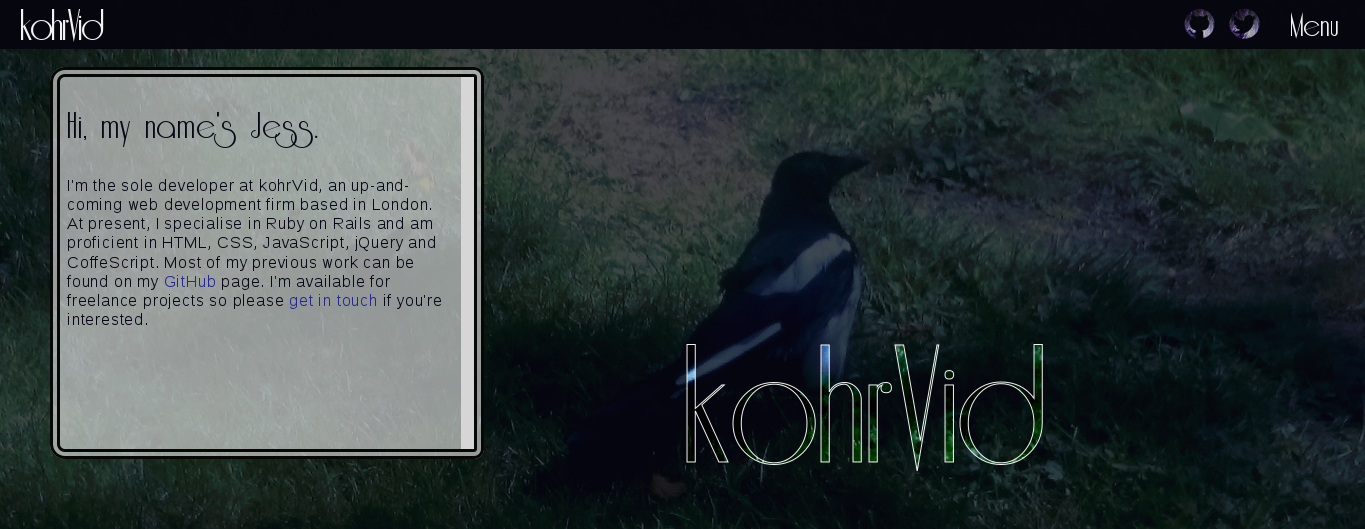 kohrVid
Menu
Hi, my name's Jess.
I'm the sole developer at kohrVid, an up-and-
coming web development firm based in London.
At present, I specialise in Ruby on Rails and am
proficient in HTML, CSS, JavaScript, jQuery and
CoffeScript. Most of my previous work can be
found on my GitHub page. I'm available for
freelance projects so please get in touch if you're
interested.
kohrVid